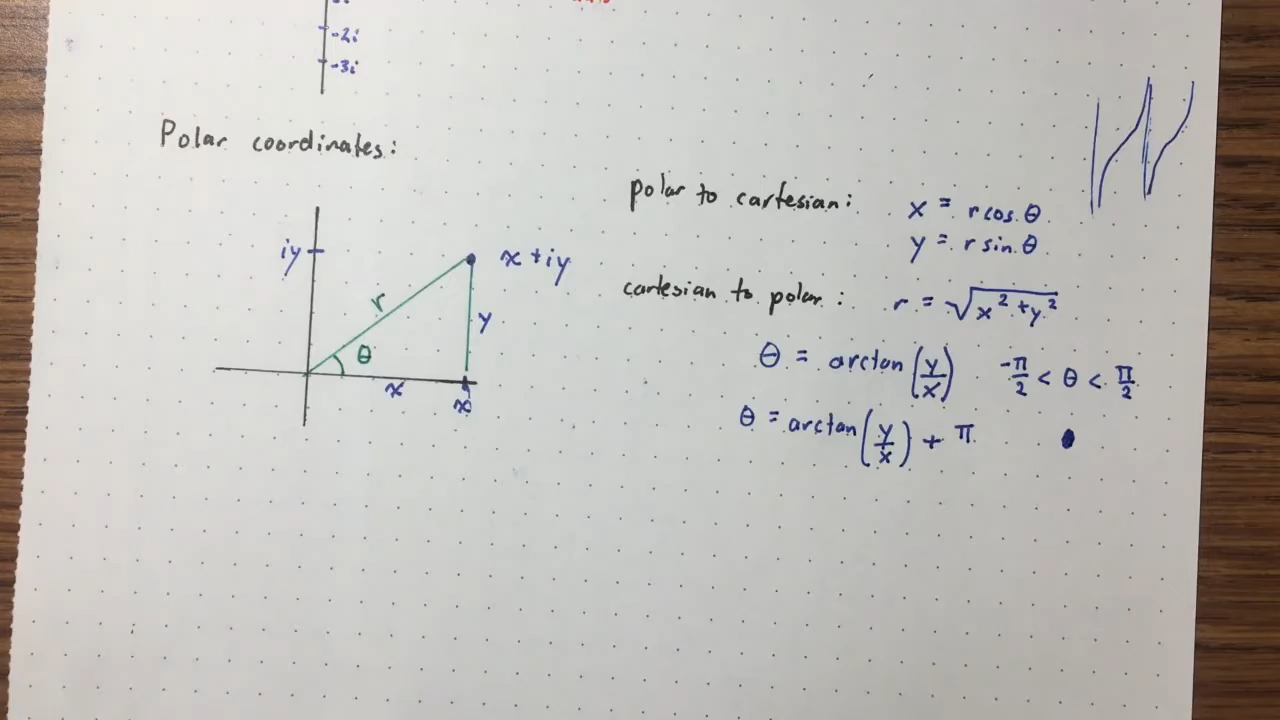 -2i
-3i
Polar coordinates:
iy
x + iy
r
θ
y
x
x
polar to cartesian: x = r cos θ
y = r sin θ
cartesian to polar: r = √(x² + y²)
θ = arctan(y/x) -π/2 < θ < π/2
θ = arctan(y/x) + π